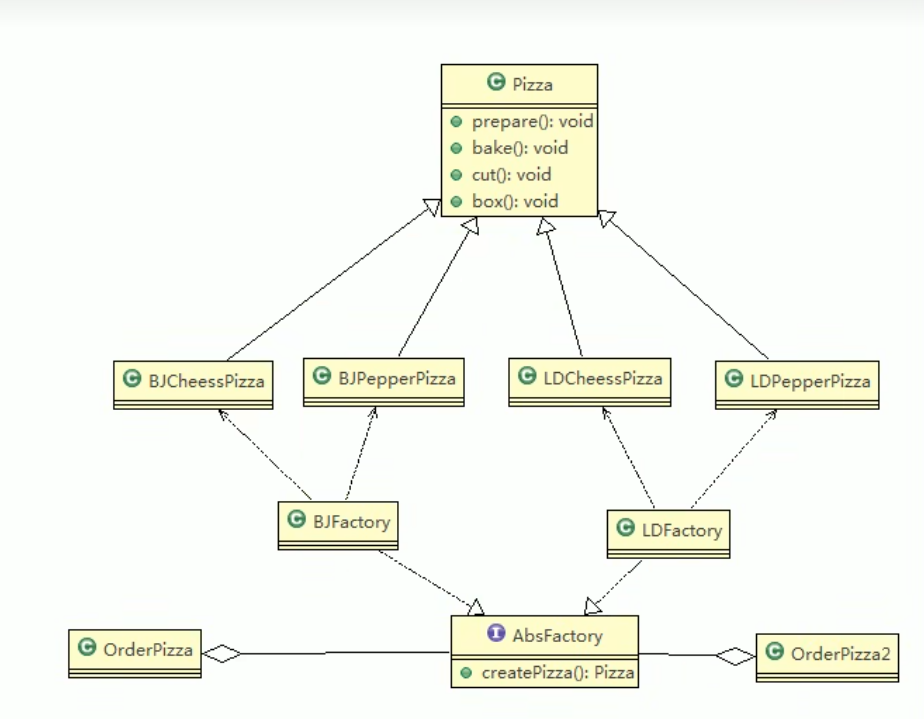 Pizza
prepare(): void
bake(): void
cut(): void
box(): void
BJCheessPizza
BJPepperPizza
LDCheessPizza
LDPepperPizza
BJFactory
LDFactory
AbsFactory
createPizza(): Pizza
OrderPizza
OrderPizza2